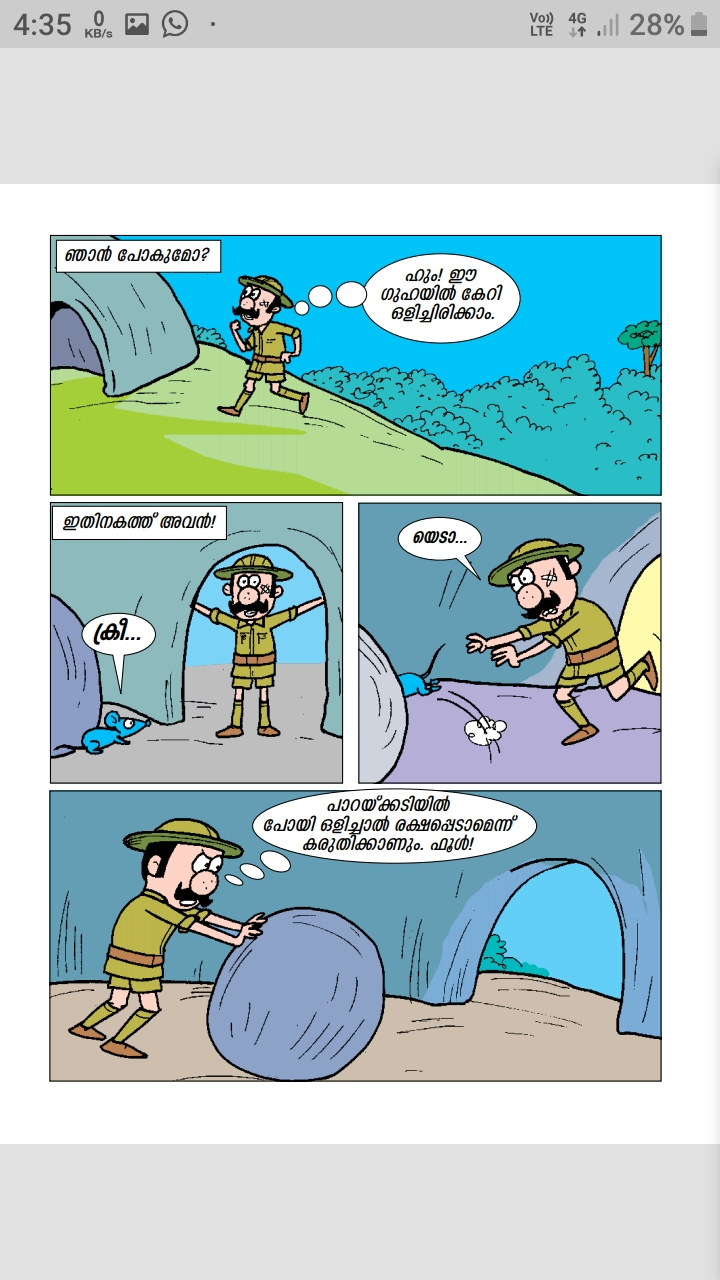 4:35
0
KB/s
Vo))
LTE
4G
28%
ഞാൻ പോകുമോ?
ഹും! ഈ
ഗുഹയിൽ കേറി
ഒളിച്ചിരിക്കാം.
ഇതിനകത്ത് അവൻ!
ക്രീ...
യെടാ...
പാറയ്ക്കടിയിൽ
പോയി ഒളിച്ചാൽ രക്ഷപ്പെടാമെന്ന്
കരുതിക്കാണും. ഫൂൾ!